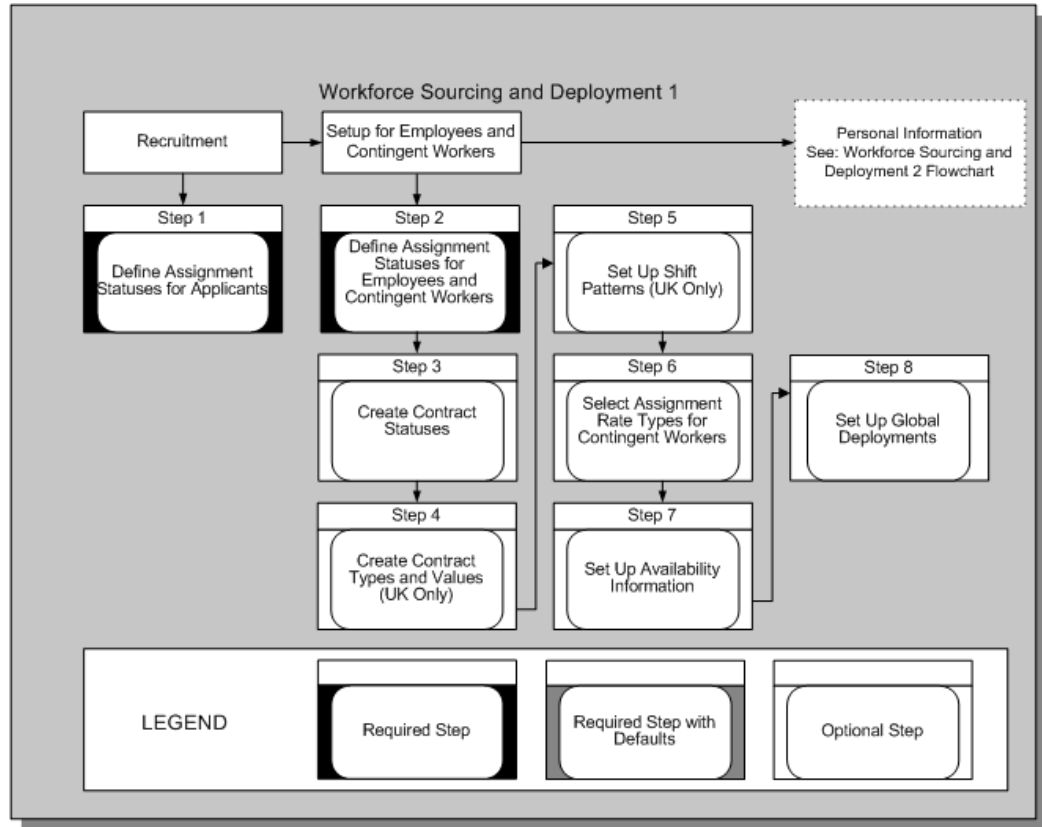 Workforce Sourcing and Deployment 1
Recruitment
Setup for Employees and
Contingent Workers
Personal Information
See: Workforce Sourcing and
Deployment 2 Flowchart
Step 1
Define Assignment
Statuses for Applicants
Step 2
Define Assignment
Statuses for
Employees and
Contingent Workers
Step 3
Create Contract
Statuses
Step 4
Create Contract
Types and Values
(UK Only)
Step 5
Set Up Shift
Patterns (UK Only)
Step 6
Select Assignment
Rate Types for
Contingent Workers
Step 7
Set Up Availability
Information
Step 8
Set Up Global
Deployments
LEGEND
Required Step
Required Step with
Defaults
Optional Step